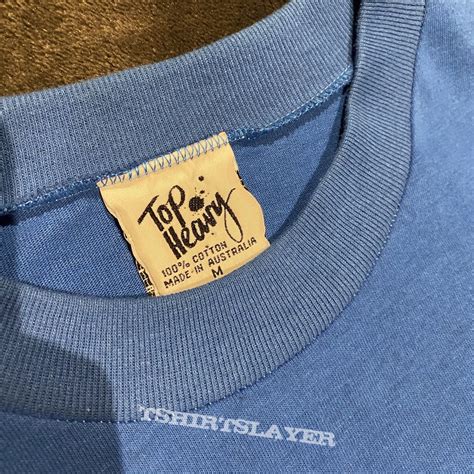 Top
Heavy
100% COTTON
MADE IN AUSTRALIA
M
TSHIRTSLAYER